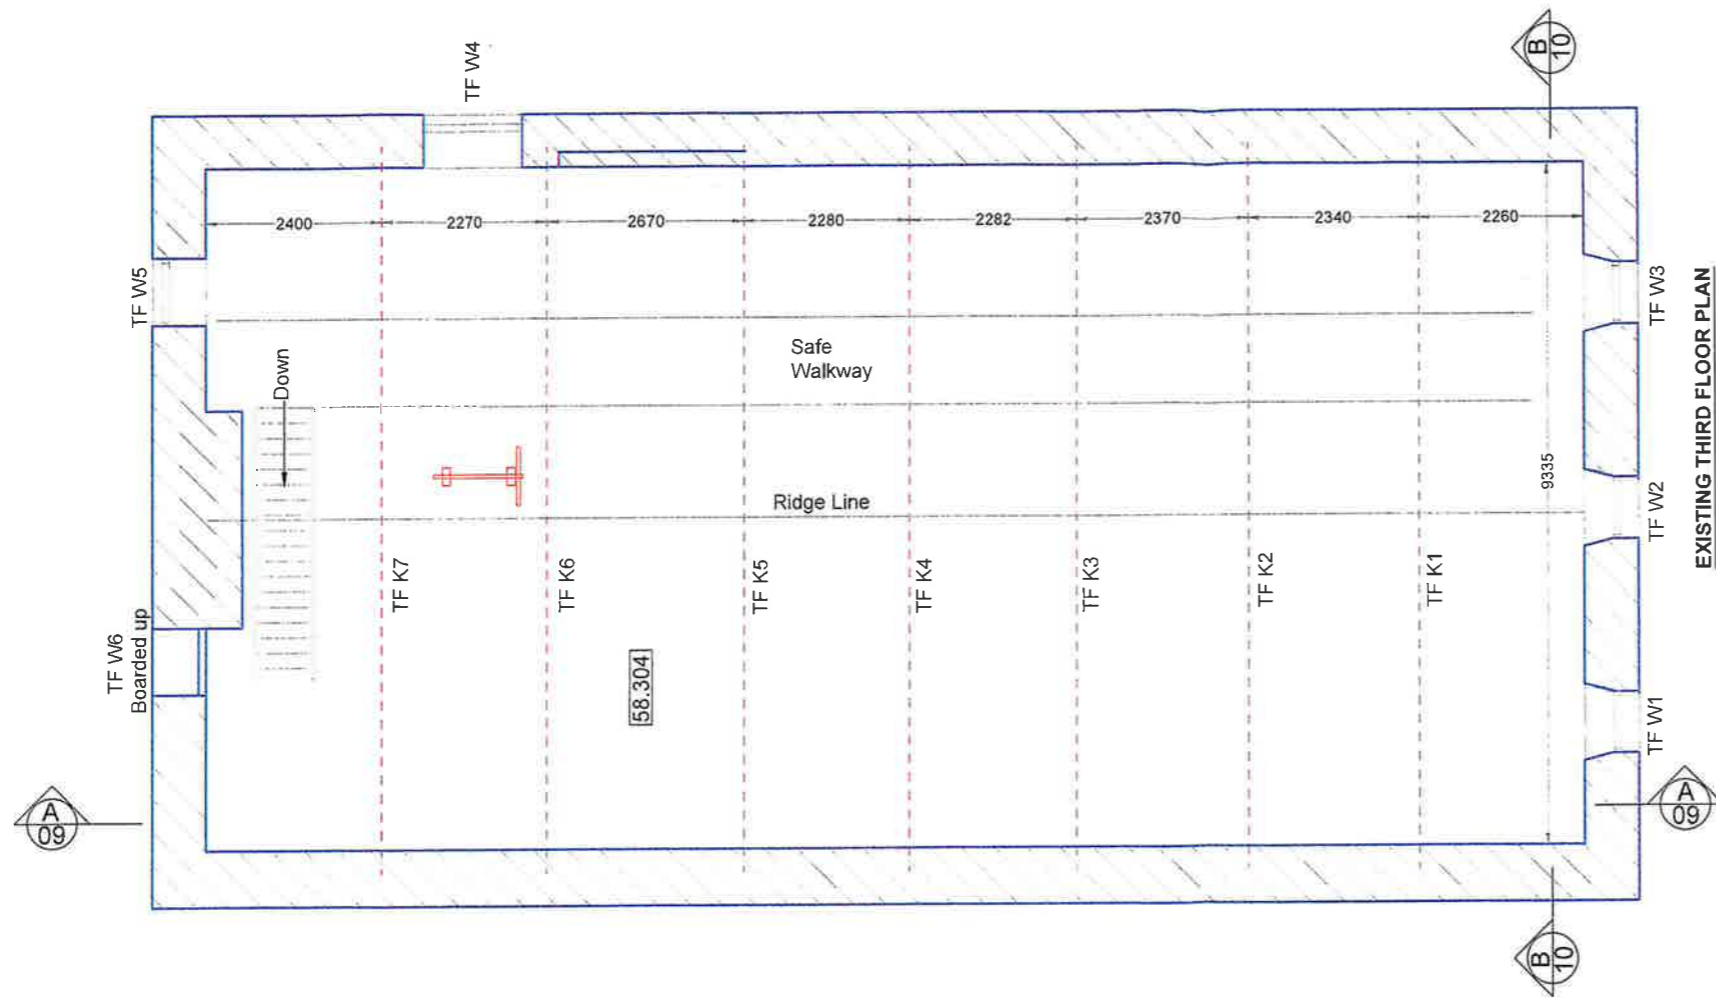 TF W4
B
10
2400
2270
2670
2280
2282
2370
2340
2260
TF W5
TF W3
Down
Safe
Walkway
9335
Ridge Line
TF W2
TF K7
TF K6
TF K5
TF K4
TF K3
TF K2
TF K1
TF W6
Boarded up
58.304
TF W1
A
09
A
09
B
10
EXISTING THIRD FLOOR PLAN